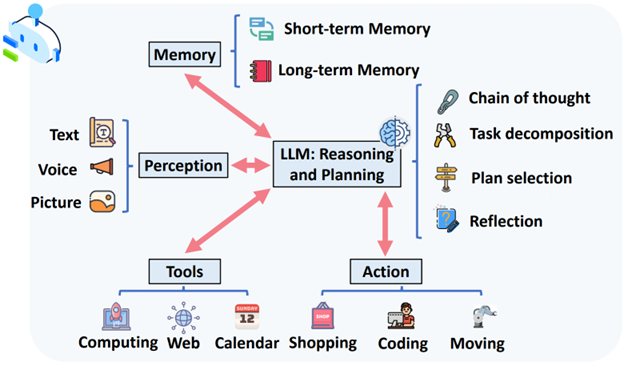 Memory
Short-term Memory
Long-term Memory
Text
Voice
Picture
Perception
LLM: Reasoning
and Planning
Chain of thought
Task decomposition
Plan selection
Reflection
Tools
Computing
Web
SUNDAY
12
Calendar
Action
SHOP
Shopping
Coding
Moving